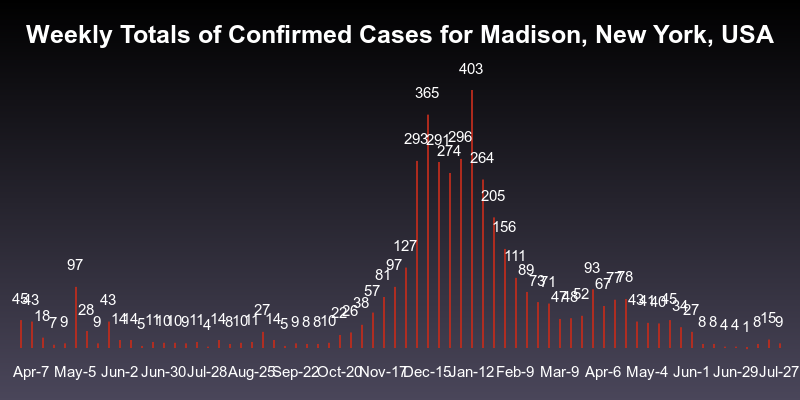 Weekly Totals of Confirmed Cases for Madison, New York, USA
45 43 18 7 9 97 28 9 43 14 14 5 11 10 10 9 11 4 14 8 10 11 27 14 5 9 8 8 10 22 26 38 57 81 97 127 293 365 291 274 296 403 264 205 156 111 89 73 71 47 48 52 93 67 77 78 43 41 40 45 34 27 8 8 4 4 1 8 15 9
Apr-7 May-5 Jun-2 Jun-30 Jul-28 Aug-25 Sep-22 Oct-20 Nov-17 Dec-15 Jan-12 Feb-9 Mar-9 Apr-6 May-4 Jun-1 Jun-29 Jul-27